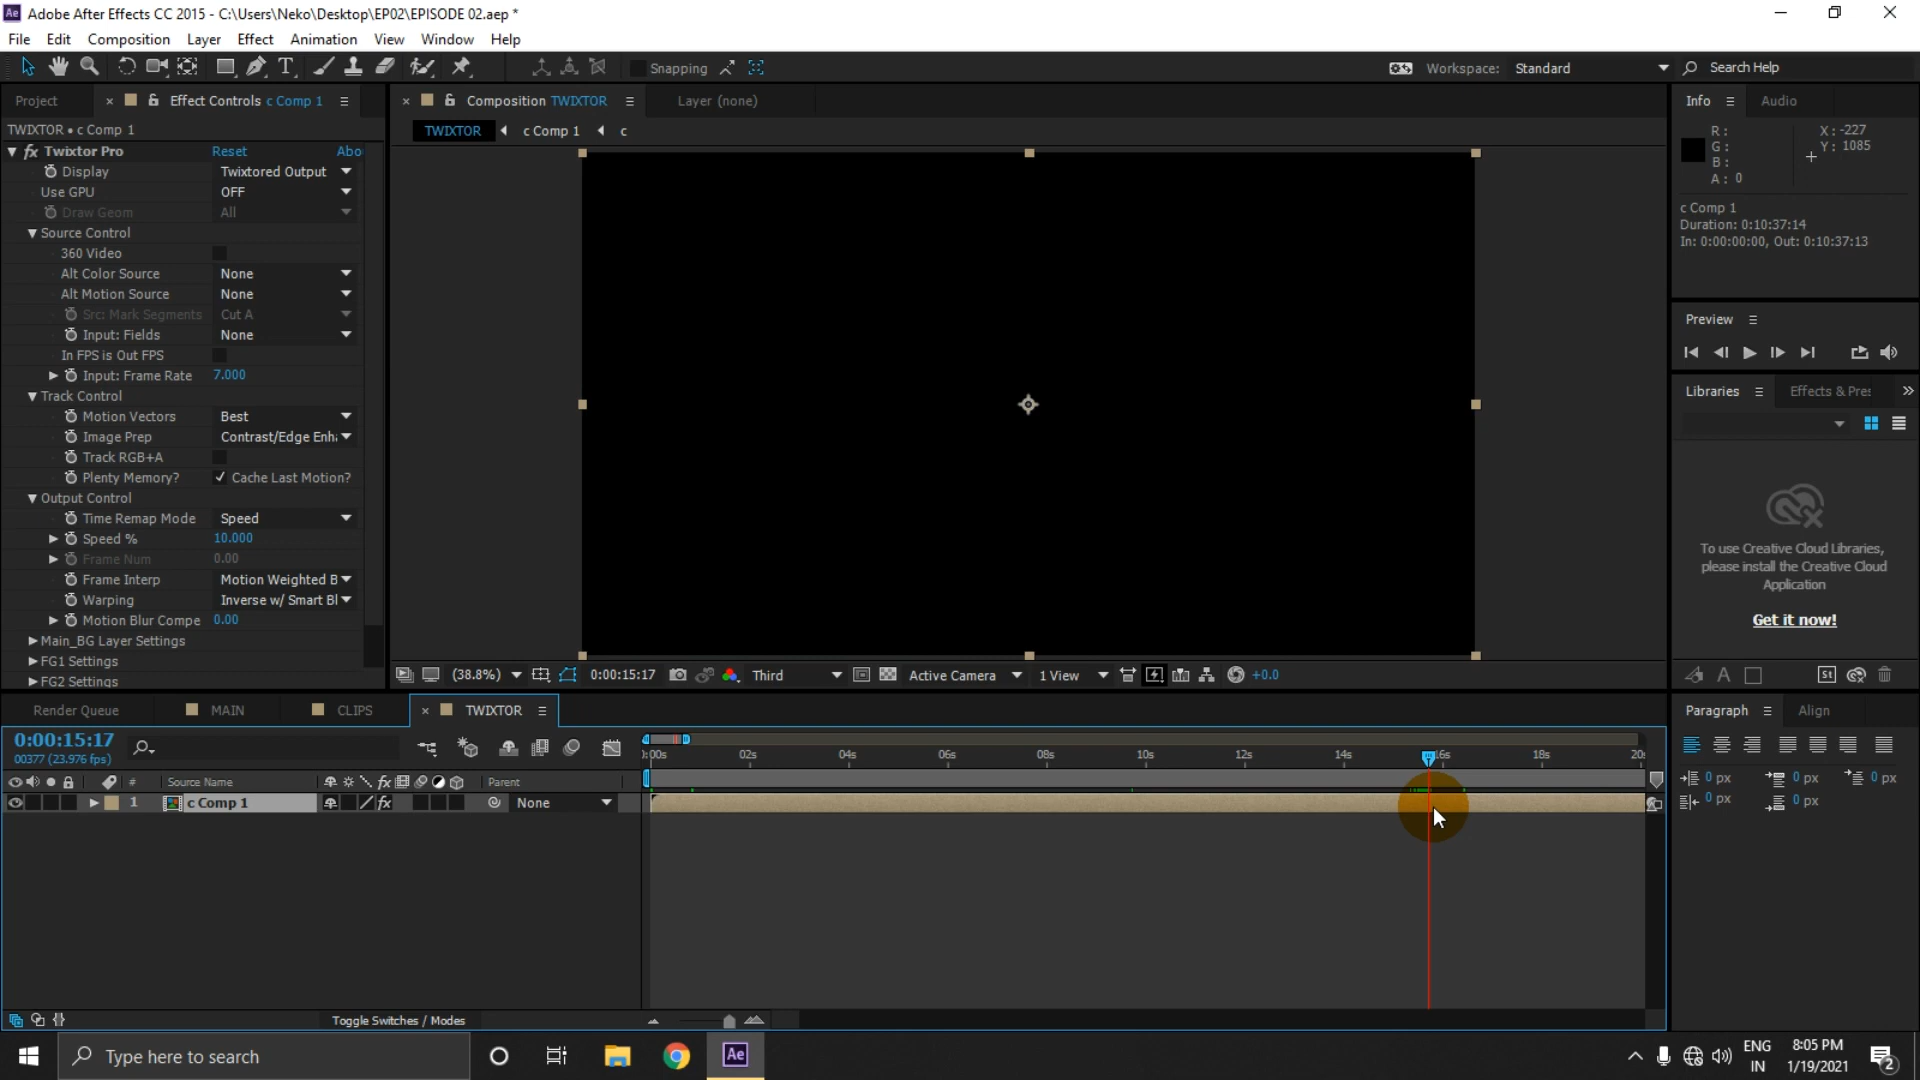 Ae Adobe After Effects CC 2015 - C:\Users\Neko\Desktop\EP02\EPISODE 02.aep *
File Edit Composition Layer Effect Animation View Window Help
Snapping
Workspace: Standard
Search Help
Project
Effect Controls c Comp 1
Composition TWIXTOR
Layer (none)
Info
Audio
TWIXTOR • c Comp 1
TWIXTOR
c Comp 1
c
fx Twixtor Pro Reset Abo
Display Twixtored Output
Use GPU OFF
Draw Geom All
Source Control
360 Video
Alt Color Source None
Alt Motion Source None
Src: Mark Segments Cut A
Input: Fields None
In FPS is Out FPS
Input: Frame Rate 7.000
Track Control
Motion Vectors Best
Image Prep Contrast/Edge Enh
Track RGB+A
Plenty Memory? Cache Last Motion?
Output Control
Time Remap Mode Speed
Speed % 10.000
Frame Num 0.00
Frame Interp Motion Weighted B
Warping Inverse w/ Smart Bl
Motion Blur Compe 0.00
Main_BG Layer Settings
FG1 Settings
FG2 Settings
R:
G:
B:
A: 0
X: -227
Y: 1085
c Comp 1
Duration: 0:10:37:14
In: 0:00:00:00, Out: 0:10:37:13
Preview
Libraries
Effects & Pre
To use Creative Cloud Libraries,
please install the Creative Cloud
Application
Get it now!
St
(38.8%) 0:00:15:17 Third Active Camera 1 View +0.0
Render Queue
MAIN
CLIPS
TWIXTOR
Paragraph
Align
0:00:15:17
00377 (23.976 fps)
):00s 02s 04s 06s 08s 10s 12s 14s 16s 18s 20
# Source Name Parent
1 c Comp 1 None
0 px 0 px 0 px
0 px 0 px
Toggle Switches / Modes
Type here to search
Ae
ENG
IN
8:05 PM
1/19/2021
2